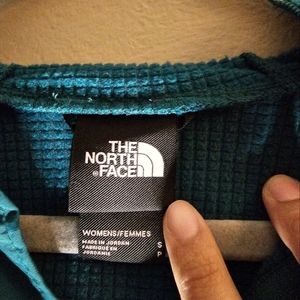 THE
NORTH
FACE
®
WOMENS/FEMMES
MADE IN JORDAN
FABRIQUÉ EN
JORDANIE
S
P